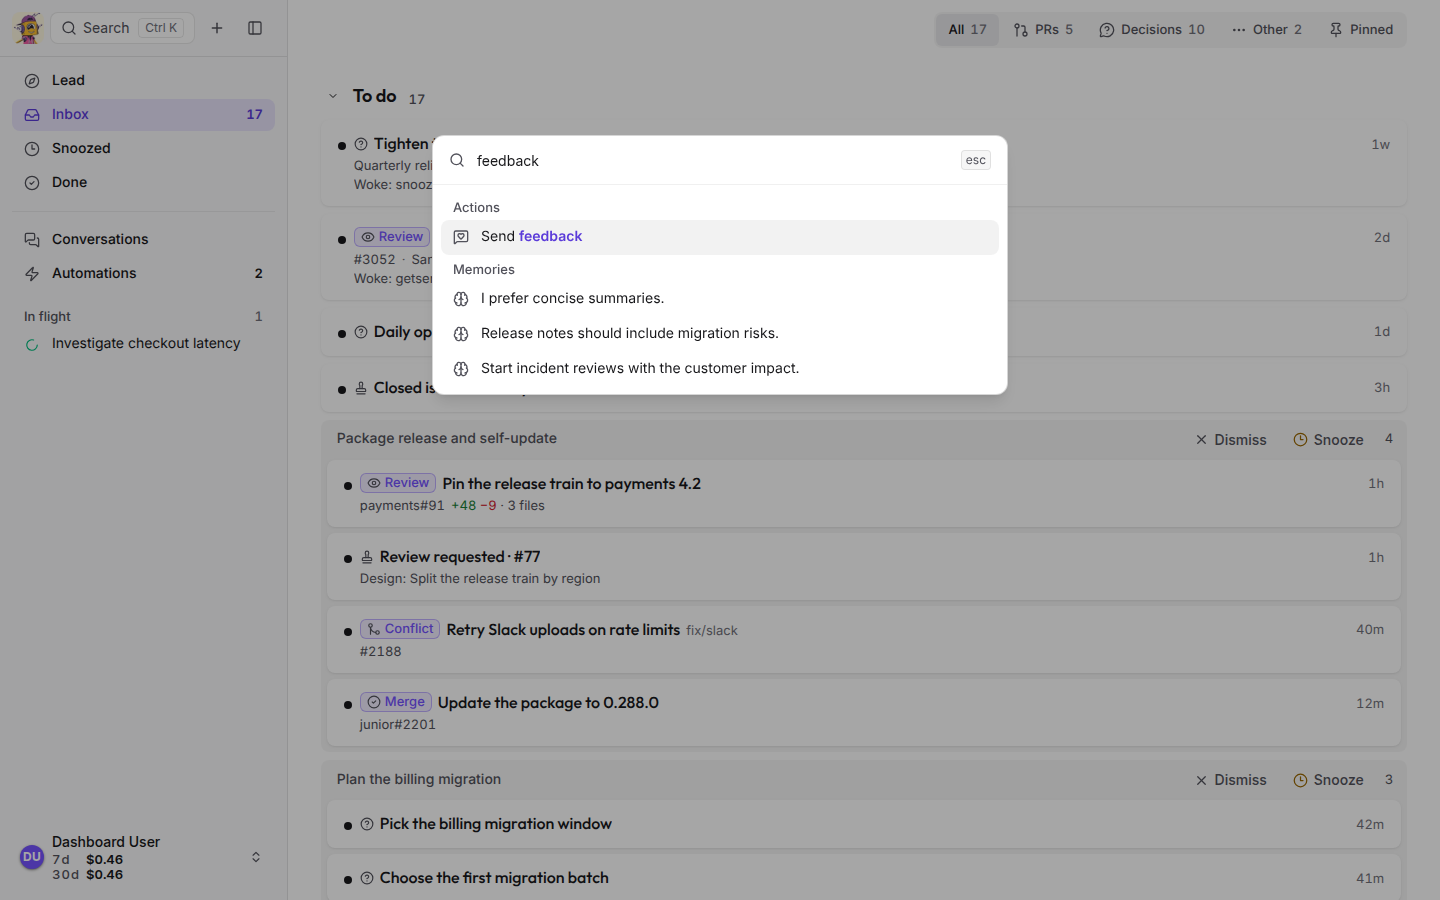 Search Ctrl K
Lead
Inbox 17
Snoozed
Done
Conversations
Automations 2
In flight 1
Investigate checkout latency
Dashboard User
DU
7d $0.46
30d $0.46
All 17 PRs 5 Decisions 10 Other 2 Pinned
To do 17
Tighten 1w
Quarterly reli
Woke: snooz
Review 2d
#3052 · Sar
Woke: getser
Daily op 1d
Closed is 3h
feedback esc
Actions
Send feedback
Memories
I prefer concise summaries.
Release notes should include migration risks.
Start incident reviews with the customer impact.
Package release and self-update Dismiss Snooze 4
Review Pin the release train to payments 4.2 1h
payments#91 +48 −9 · 3 files
Review requested · #77 1h
Design: Split the release train by region
Conflict Retry Slack uploads on rate limits fix/slack 40m
#2188
Merge Update the package to 0.288.0 12m
junior#2201
Plan the billing migration Dismiss Snooze 3
Pick the billing migration window 42m
Choose the first migration batch 41m